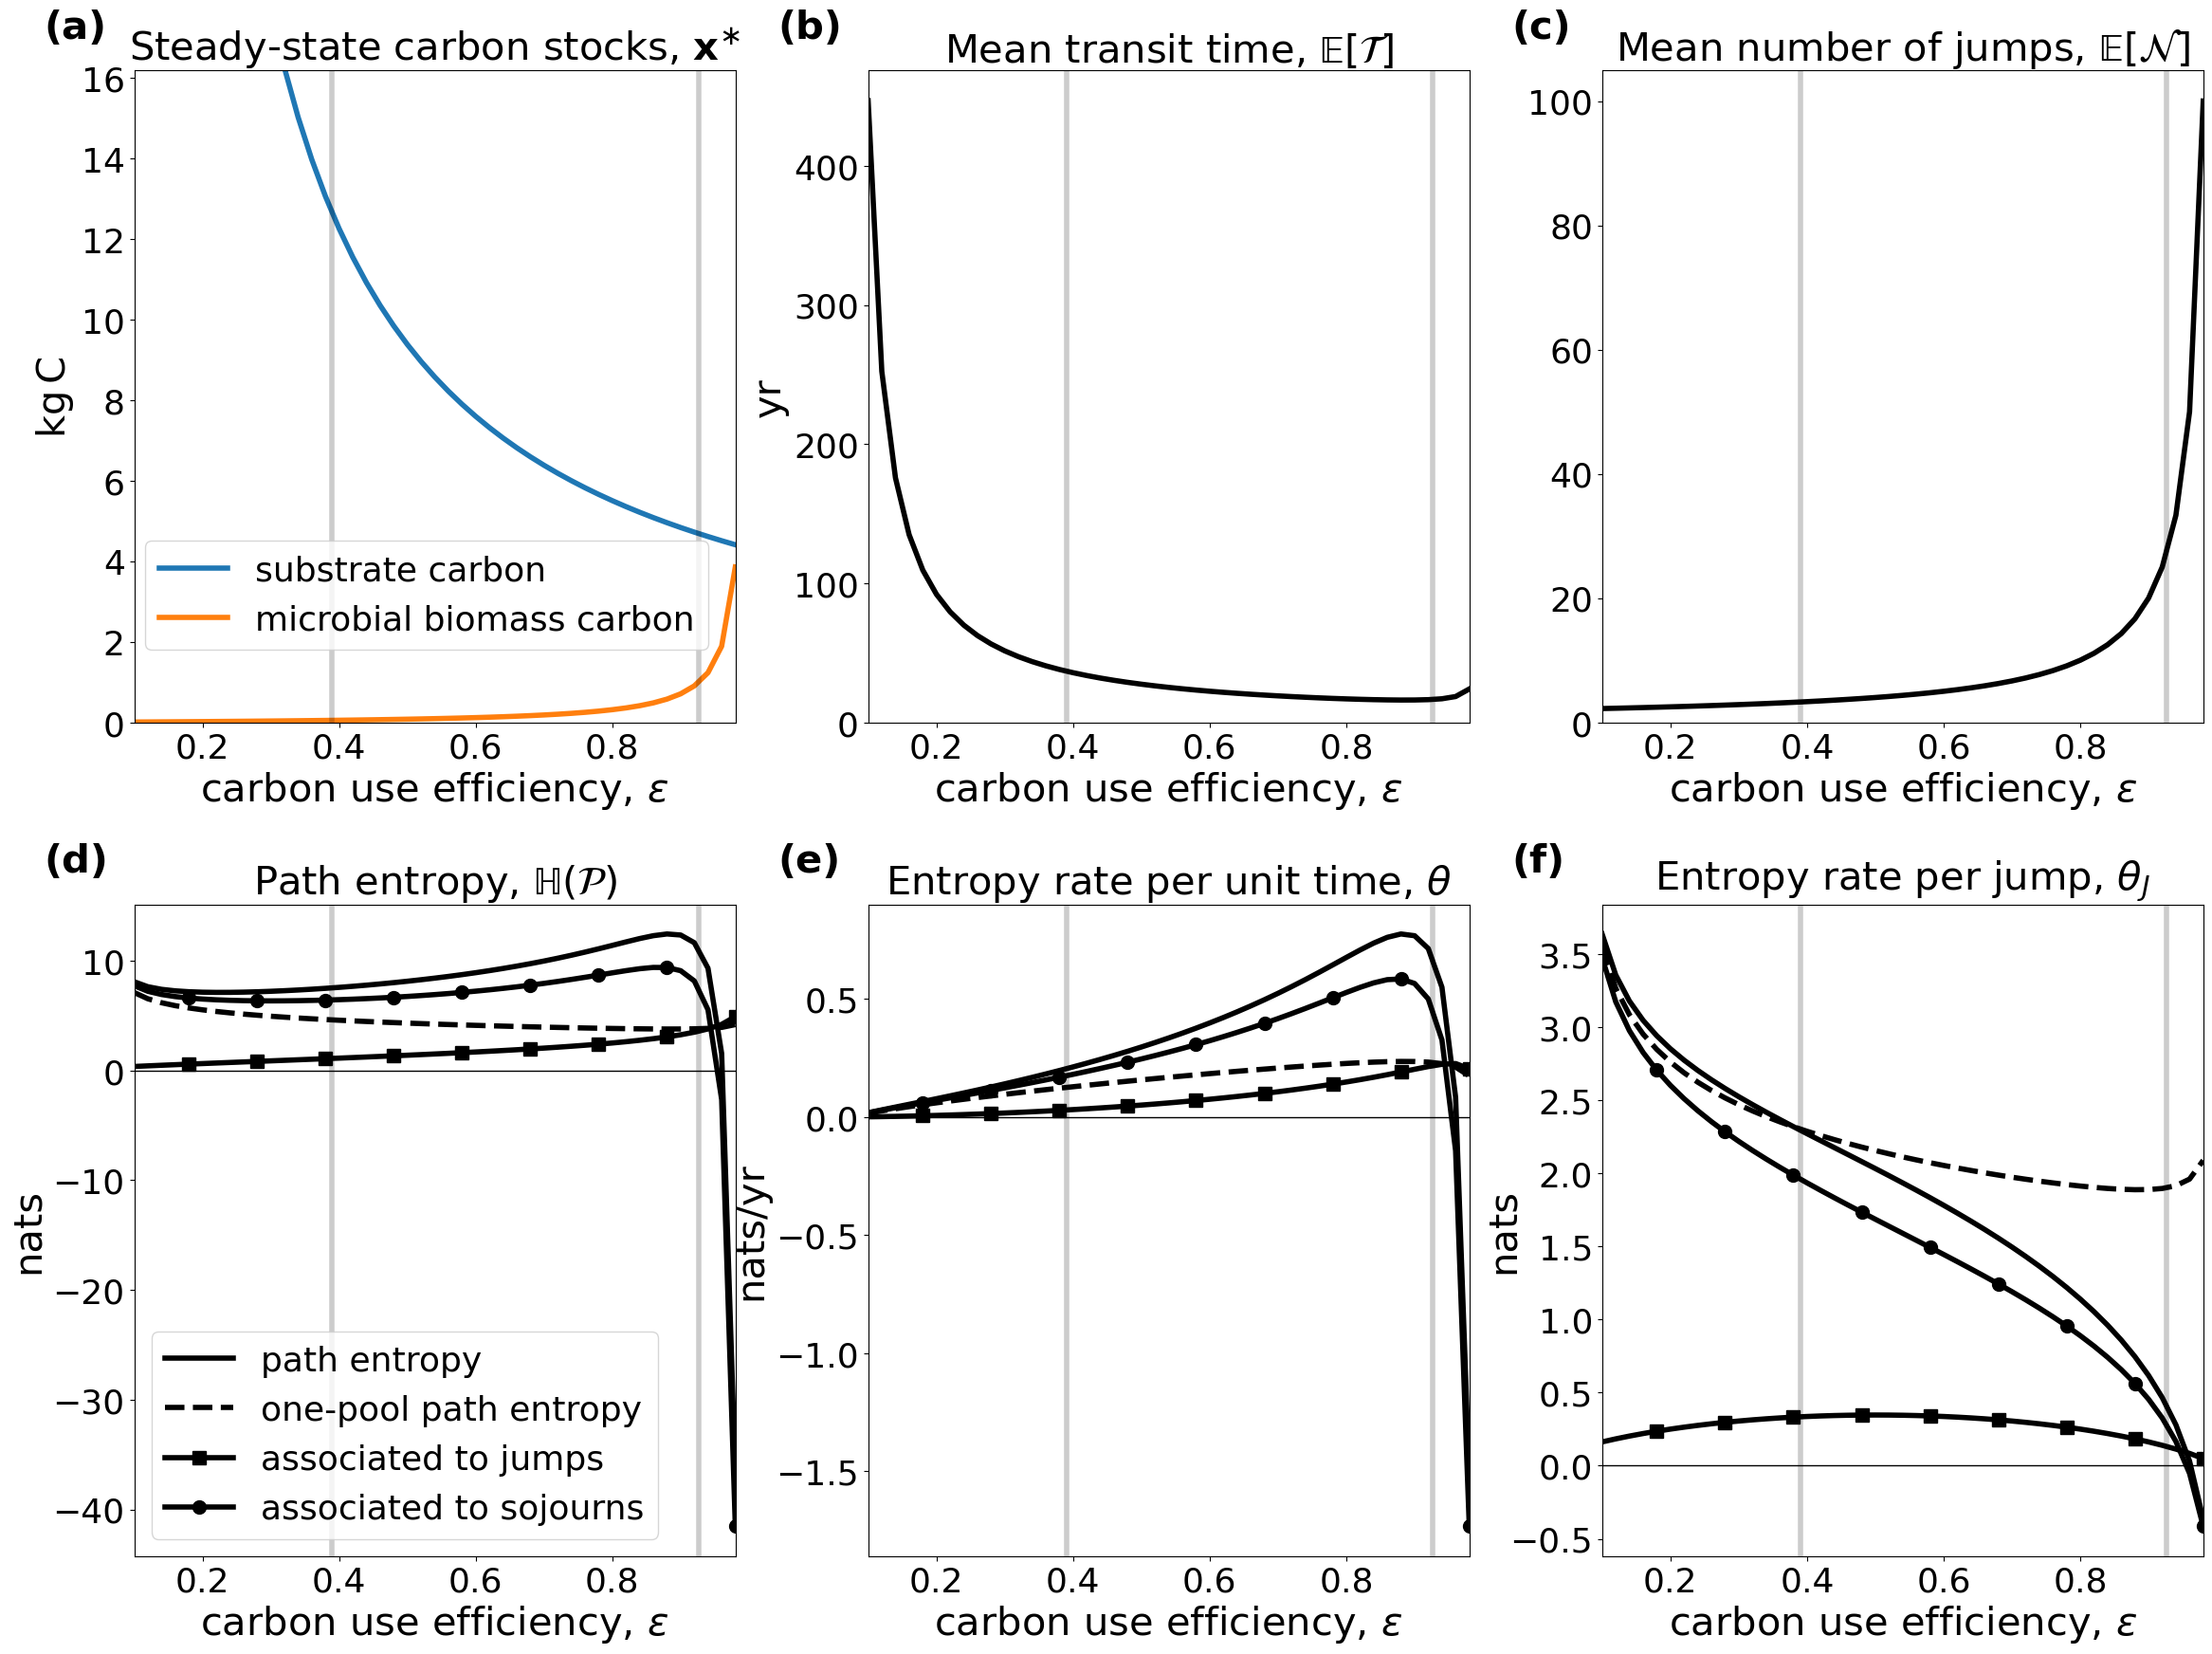 (a)
Steady-state carbon stocks, x*
16
14
12
10
8
6
4
2
0
kg C
substrate carbon
microbial biomass carbon
0.2 0.4 0.6 0.8
carbon use efficiency, ε
(b)
Mean transit time, 𝔼[𝒯]
400
300
200
100
0
yr
0.2 0.4 0.6 0.8
carbon use efficiency, ε
(c)
Mean number of jumps, 𝔼[𝒩]
100
80
60
40
20
0
0.2 0.4 0.6 0.8
carbon use efficiency, ε
(d)
Path entropy, ℍ(𝒫)
10
0
−10
−20
−30
−40
nats
path entropy
one-pool path entropy
associated to jumps
associated to sojourns
0.2 0.4 0.6 0.8
carbon use efficiency, ε
(e)
Entropy rate per unit time, θ
0.5
0.0
−0.5
−1.0
−1.5
nats/yr
0.2 0.4 0.6 0.8
carbon use efficiency, ε
(f)
Entropy rate per jump, θ_J
3.5
3.0
2.5
2.0
1.5
1.0
0.5
0.0
−0.5
nats
0.2 0.4 0.6 0.8
carbon use efficiency, ε